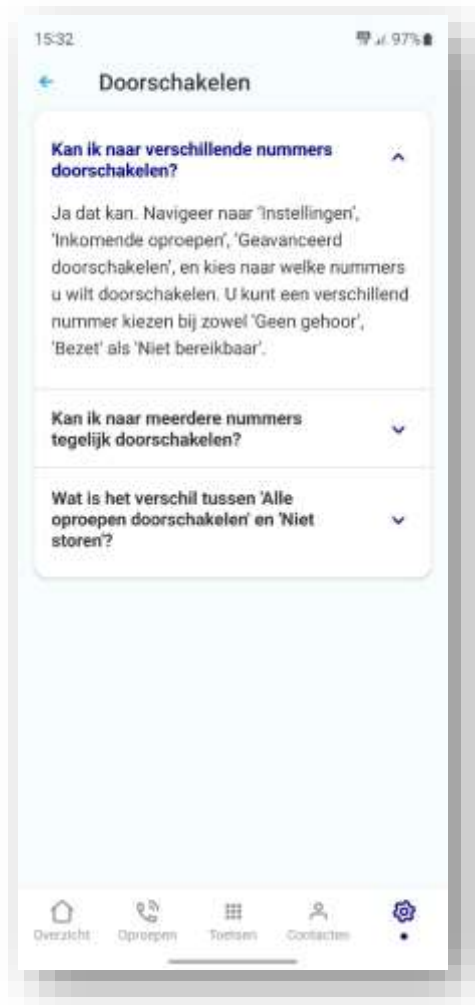 15:32
97%
Doorschakelen
Kan ik naar verschillende nummers
doorschakelen?
Ja dat kan. Navigeer naar 'Instellingen',
'Inkomende oproepen', 'Geavanceerd
doorschakelen', en kies naar welke nummers
u wilt doorschakelen. U kunt een verschillend
nummer kiezen bij zowel 'Geen gehoor',
'Bezet' als 'Niet bereikbaar'.
Kan ik naar meerdere nummers
tegelijk doorschakelen?
Wat is het verschil tussen 'Alle
oproepen doorschakelen' en 'Niet
storen'?
Overzicht Oproepen Toetsen Contacten